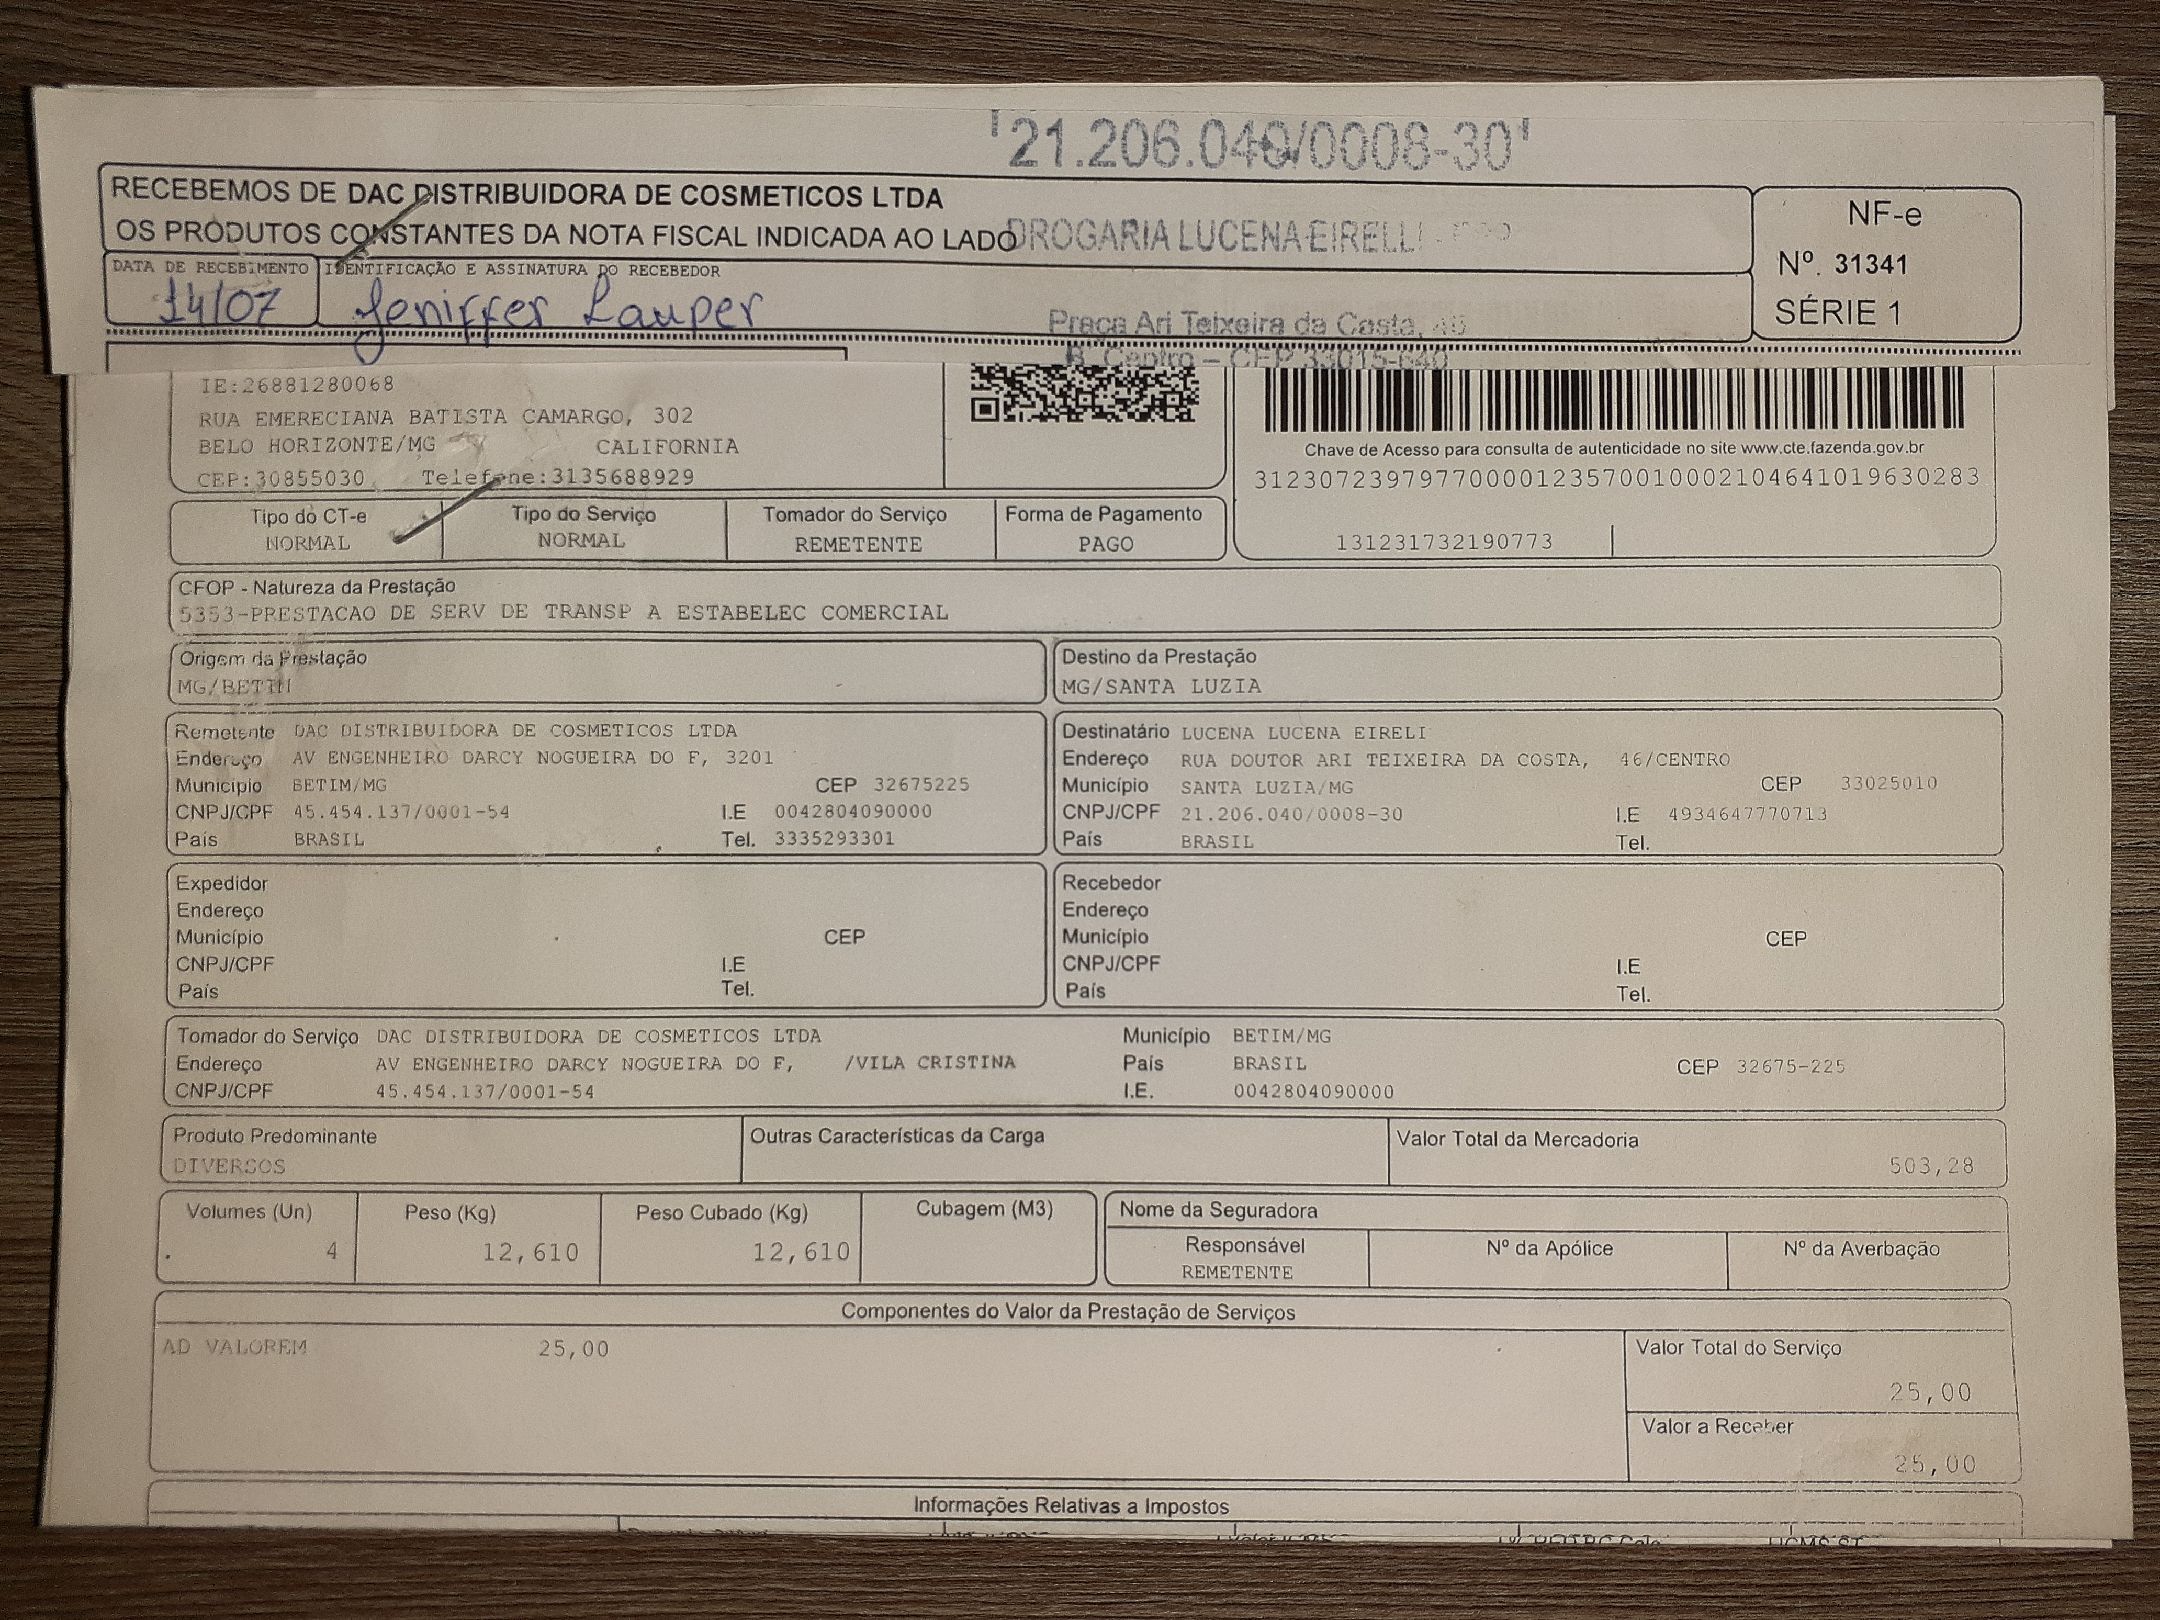 21.206.040/0008-30
RECEBEMOS DE DAC DISTRIBUIDORA DE COSMETICOS LTDA
OS PRODUTOS CONSTANTES DA NOTA FISCAL INDICADA AO LADO
DROGARIA LUCENA EIRELLI
NF-e
Nº. 31341
SÉRIE 1
DATA DE RECEBIMENTO
IDENTIFICAÇÃO E ASSINATURA DO RECEBEDOR
14/07
Jeniffer Lauper
Praça Ari Teixeira da Costa, 46
B. Centro – CEP 33015-640
IE:26881280068
RUA EMERECIANA BATISTA CAMARGO, 302
BELO HORIZONTE/MG CALIFORNIA
CEP:30855030 Telefone:3135688929
Chave de Acesso para consulta de autenticidade no site www.cte.fazenda.gov.br
31230723979770000123570010002104641019630283
131231732190773
Tipo do CT-e
NORMAL
Tipo do Serviço
NORMAL
Tomador do Serviço
REMETENTE
Forma de Pagamento
PAGO
CFOP - Natureza da Prestação
5353-PRESTACAO DE SERV DE TRANSP A ESTABELEC COMERCIAL
Origem da Prestação
MG/BETIM
Destino da Prestação
MG/SANTA LUZIA
Remetente DAC DISTRIBUIDORA DE COSMETICOS LTDA
Endereço AV ENGENHEIRO DARCY NOGUEIRA DO F, 3201
Município BETIM/MG CEP 32675225
CNPJ/CPF 45.454.137/0001-54 I.E 0042804090000
País BRASIL Tel. 3335293301
Destinatário LUCENA LUCENA EIRELI
Endereço RUA DOUTOR ARI TEIXEIRA DA COSTA, 46/CENTRO
Município SANTA LUZIA/MG CEP 33025010
CNPJ/CPF 21.206.040/0008-30 I.E 4934647770713
País BRASIL Tel.
Expedidor
Endereço
Município CEP
CNPJ/CPF I.E
País Tel.
Recebedor
Endereço
Município CEP
CNPJ/CPF I.E
País Tel.
Tomador do Serviço DAC DISTRIBUIDORA DE COSMETICOS LTDA Município BETIM/MG
Endereço AV ENGENHEIRO DARCY NOGUEIRA DO F, /VILA CRISTINA País BRASIL CEP 32675-225
CNPJ/CPF 45.454.137/0001-54 I.E. 0042804090000
Produto Predominante
DIVERSOS
Outras Características da Carga
Valor Total da Mercadoria
503,28
Volumes (Un)
4
Peso (Kg)
12,610
Peso Cubado (Kg)
12,610
Cubagem (M3)
Nome da Seguradora
Responsável
REMETENTE
Nº da Apólice
Nº da Averbação
Componentes do Valor da Prestação de Serviços
AD VALOREM 25,00
Valor Total do Serviço
25,00
Valor a Receber
25,00
Informações Relativas a Impostos